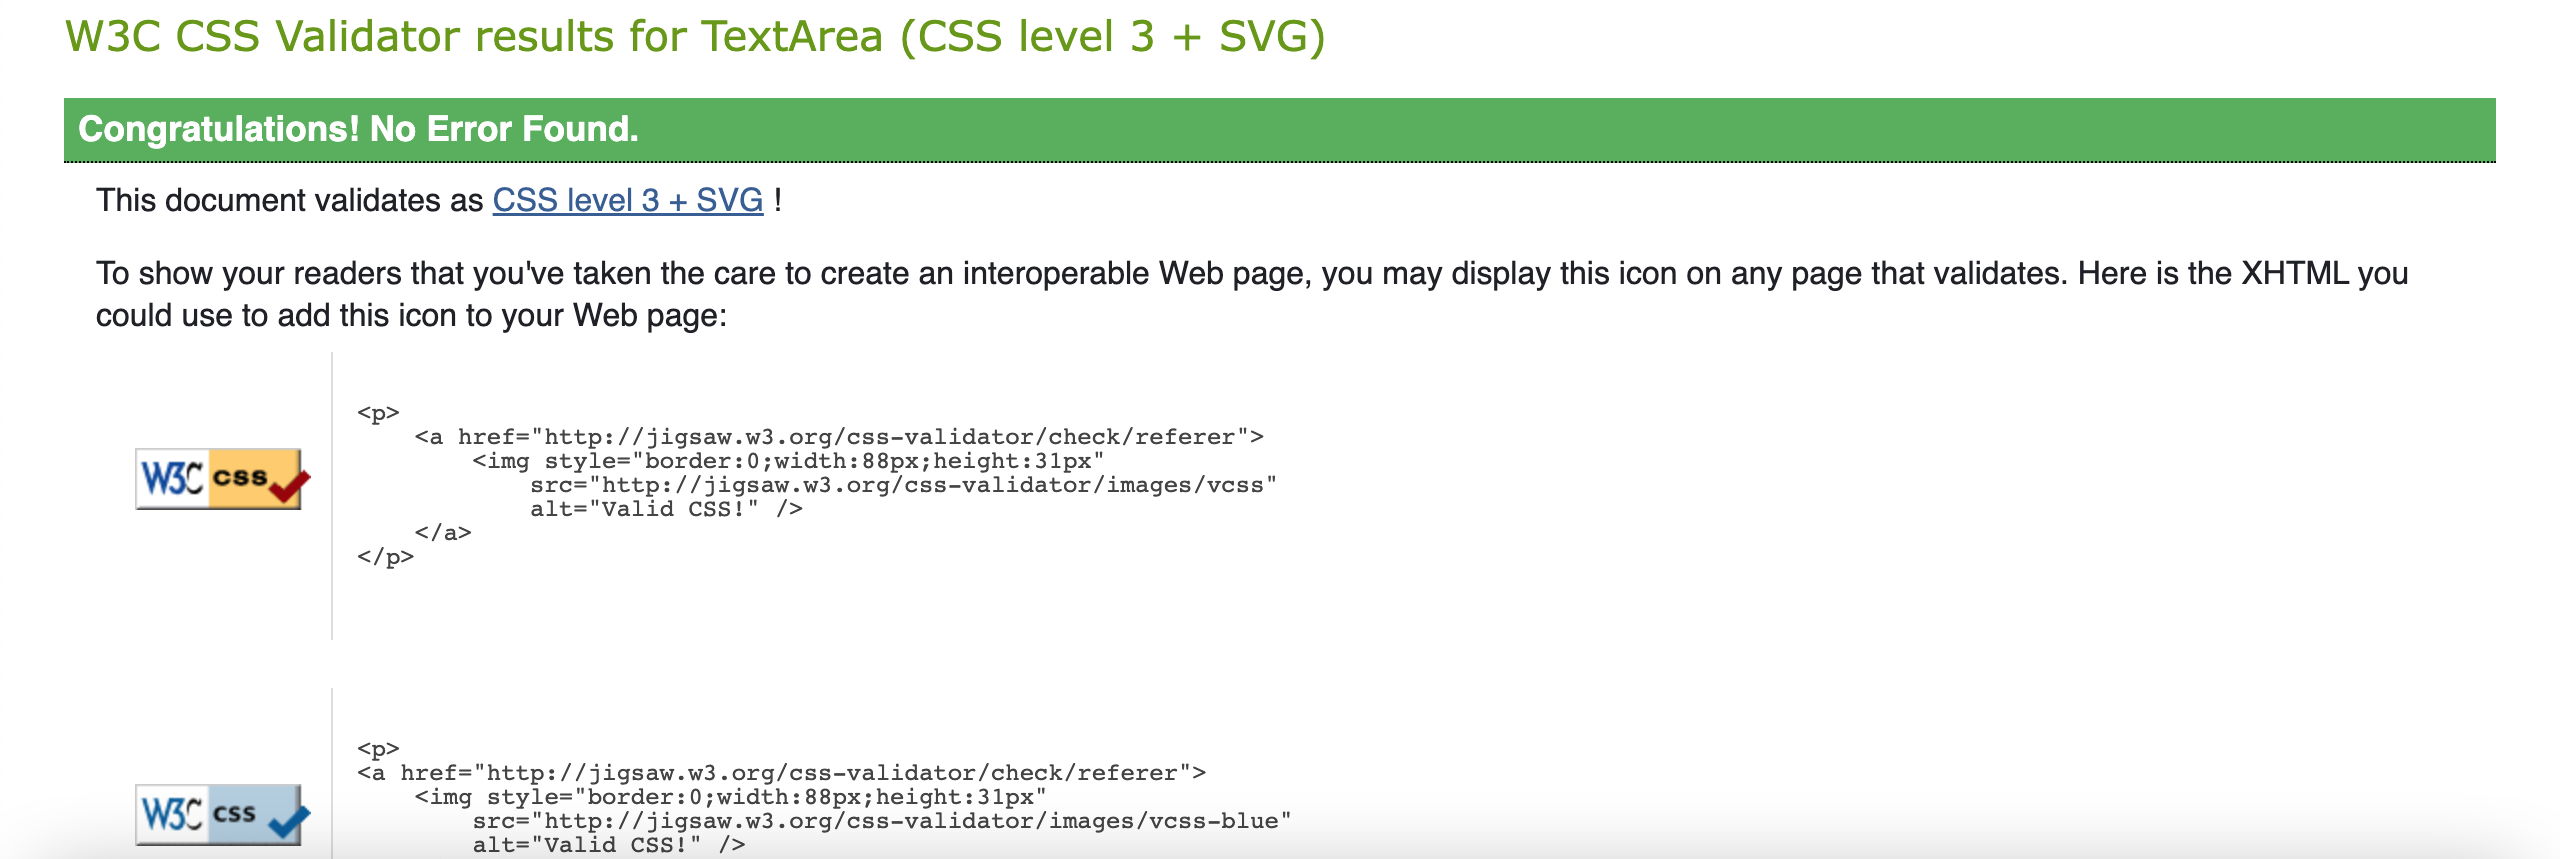 W3C CSS Validator results for TextArea (CSS level 3 + SVG)
Congratulations! No Error Found.
This document validates as CSS level 3 + SVG !
To show your readers that you've taken the care to create an interoperable Web page, you may display this icon on any page that validates. Here is the XHTML you
could use to add this icon to your Web page:
W3C css
<p>
    <a href="http://jigsaw.w3.org/css-validator/check/referer">
        <img style="border:0;width:88px;height:31px"
            src="http://jigsaw.w3.org/css-validator/images/vcss"
            alt="Valid CSS!" />
    </a>
</p>
W3C css
<p>
<a href="http://jigsaw.w3.org/css-validator/check/referer">
    <img style="border:0;width:88px;height:31px"
        src="http://jigsaw.w3.org/css-validator/images/vcss-blue"
        alt="Valid CSS!" />